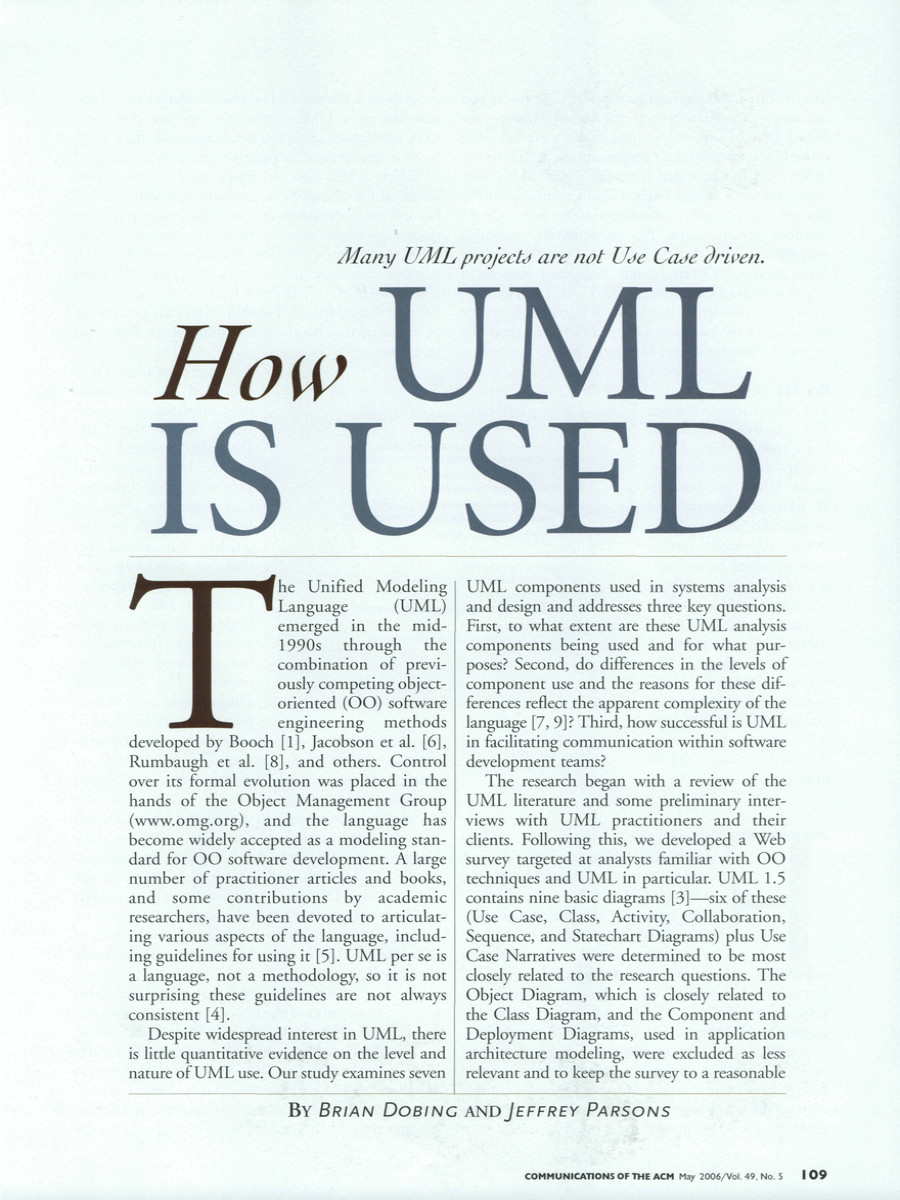 Many UML projects are not Use Case driven.
How UML
IS USED
The Unified Modeling
Language (UML)
emerged in the mid-
1990s through the
combination of previ-
ously competing object-
oriented (OO) software
engineering methods
developed by Booch [1], Jacobson et al. [6],
Rumbaugh et al. [8], and others. Control
over its formal evolution was placed in the
hands of the Object Management Group
(www.omg.org), and the language has
become widely accepted as a modeling stan-
dard for OO software development. A large
number of practitioner articles and books,
and some contributions by academic
researchers, have been devoted to articulat-
ing various aspects of the language, includ-
ing guidelines for using it [5]. UML per se is
a language, not a methodology, so it is not
surprising these guidelines are not always
consistent [4].
Despite widespread interest in UML, there
is little quantitative evidence on the level and
nature of UML use. Our study examines seven
UML components used in systems analysis
and design and addresses three key questions.
First, to what extent are these UML analysis
components being used and for what pur-
poses? Second, do differences in the levels of
component use and the reasons for these dif-
ferences reflect the apparent complexity of the
language [7, 9]? Third, how successful is UML
in facilitating communication within software
development teams?
The research began with a review of the
UML literature and some preliminary inter-
views with UML practitioners and their
clients. Following this, we developed a Web
survey targeted at analysts familiar with OO
techniques and UML in particular. UML 1.5
contains nine basic diagrams [3]—six of these
(Use Case, Class, Activity, Collaboration,
Sequence, and Statechart Diagrams) plus Use
Case Narratives were determined to be most
closely related to the research questions. The
Object Diagram, which is closely related to
the Class Diagram, and the Component and
Deployment Diagrams, used in application
architecture modeling, were excluded as less
relevant and to keep the survey to a reasonable
BY BRIAN DOBING AND JEFFREY PARSONS
COMMUNICATIONS OF THE ACM May 2006/Vol. 49, No. 5 109